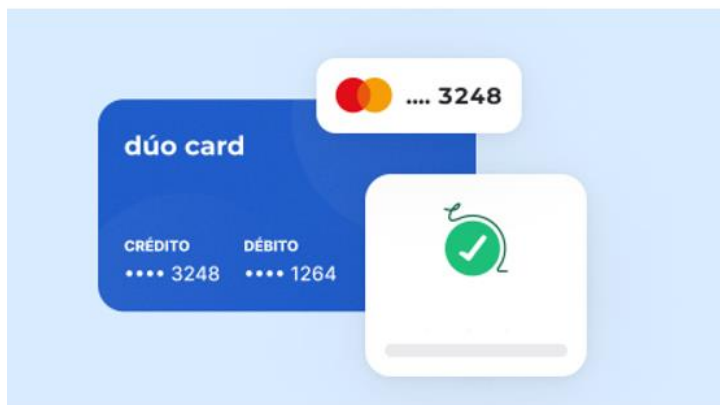 .... 3248
dúo card
CRÉDITO DÉBITO
•••• 3248 •••• 1264